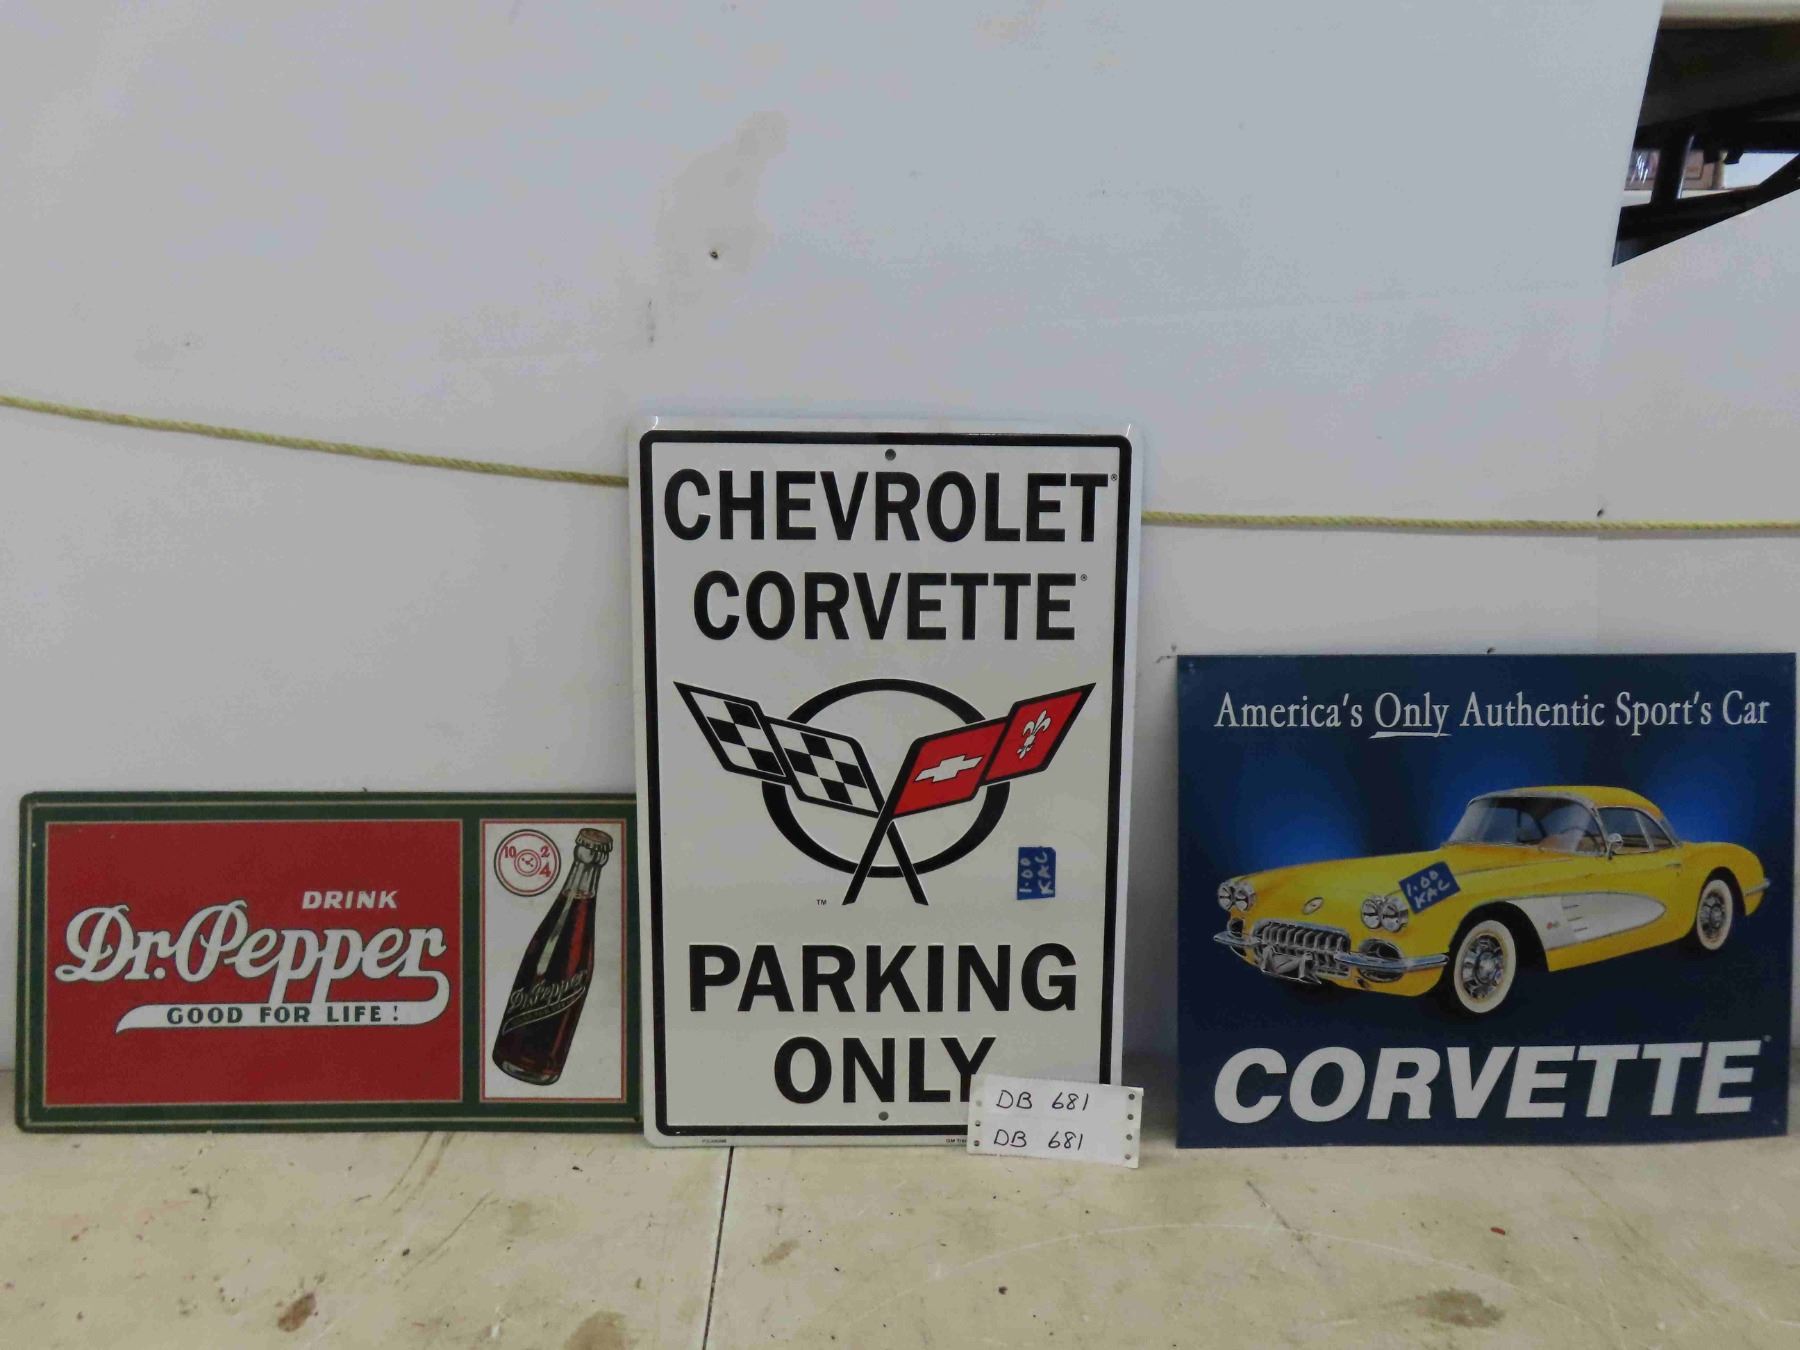 DRINK
Dr. Pepper
GOOD FOR LIFE!
10 2 4
Dr. Pepper
CHEVROLET®
CORVETTE®
1.00
KAC
TM
PARKING
ONLY
DB 681
DB 681
America's Only Authentic Sport's Car
1.00
KAC
CORVETTE®